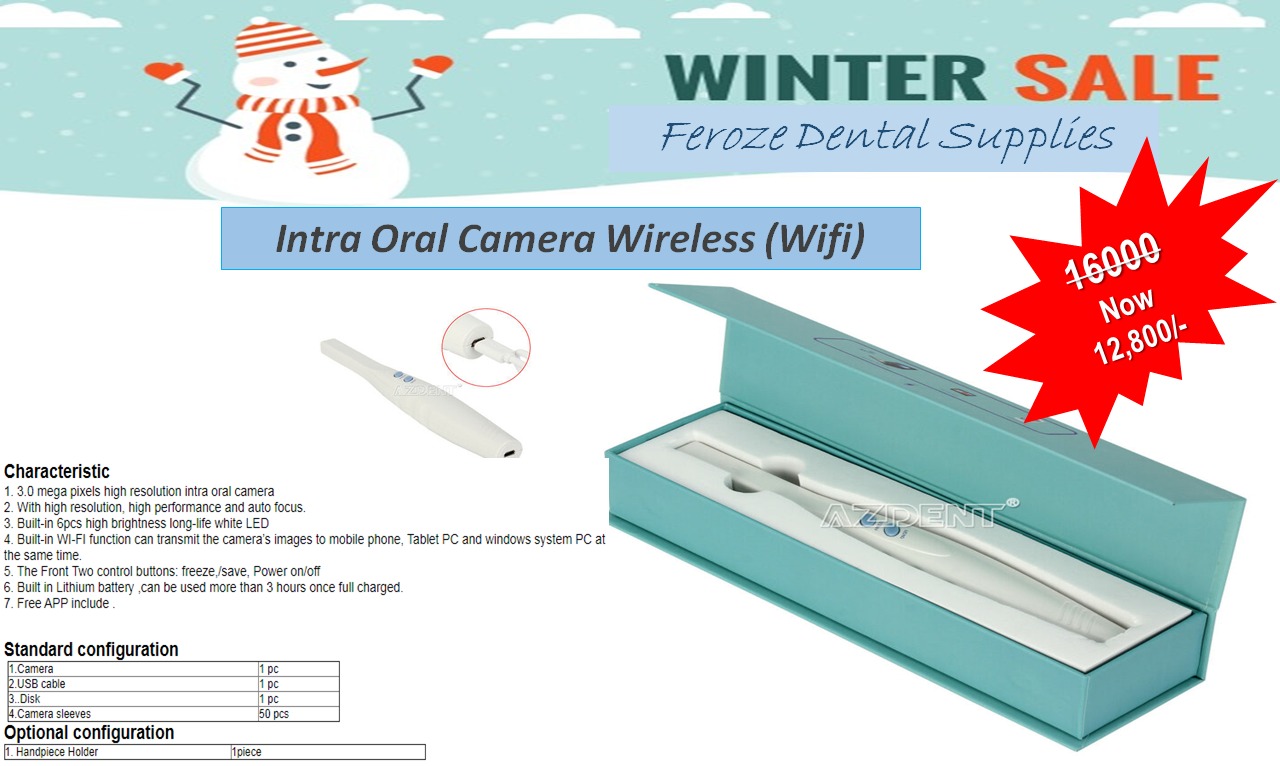 WINTER SALE
Feroze Dental Supplies
Intra Oral Camera Wireless (Wifi)
16000
Now
12,800/-
AZDENT®
AZDENT®
Characteristic
1. 3.0 mega pixels high resolution intra oral camera
2. With high resolution, high performance and auto focus.
3. Built-in 6pcs high brightness long-life white LED
4. Built-in WI-FI function can transmit the camera's images to mobile phone, Tablet PC and windows system PC at
the same time.
5. The Front Two control buttons: freeze,/save, Power on/off
6. Built in Lithium battery ,can be used more than 3 hours once full charged.
7. Free APP include .
Standard configuration
1.Camera 1 pc
2.USB cable 1 pc
3..Disk 1 pc
4.Camera sleeves 50 pcs
Optional configuration
1. Handpiece Holder 1piece